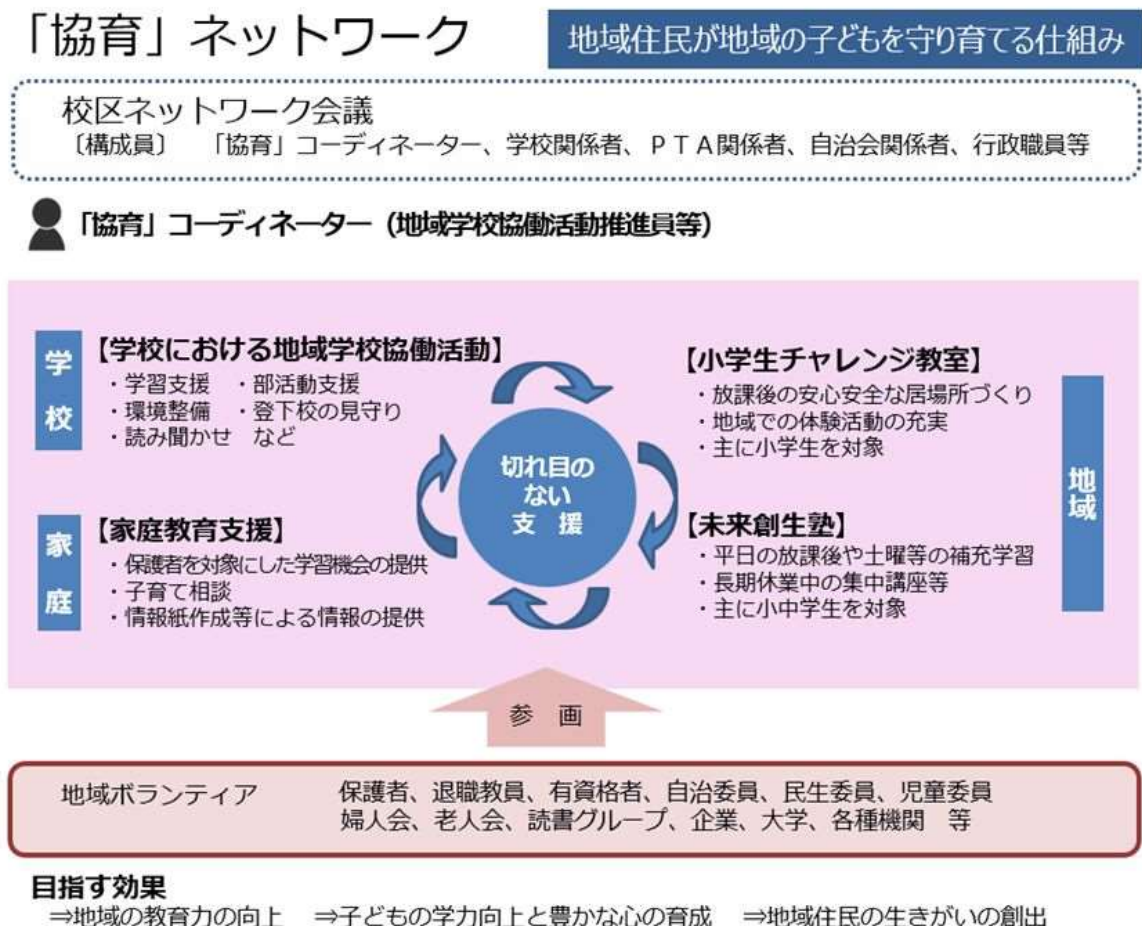 「協育」ネットワーク
地域住民が地域の子どもを守り育てる仕組み
校区ネットワーク会議
〔構成員〕 「協育」コーディネーター、学校関係者、ＰＴＡ関係者、自治会関係者、行政職員等
「協育」コーディネーター（地域学校協働活動推進員等）
学校
【学校における地域学校協働活動】
・学習支援 ・部活動支援
・環境整備 ・登下校の見守り
・読み聞かせ など
家庭
【家庭教育支援】
・保護者を対象にした学習機会の提供
・子育て相談
・情報紙作成等による情報の提供
切れ目の
ない
支 援
【小学生チャレンジ教室】
・放課後の安心安全な居場所づくり
・地域での体験活動の充実
・主に小学生を対象
【未来創生塾】
・平日の放課後や土曜等の補充学習
・長期休業中の集中講座等
・主に小中学生を対象
地域
参 画
地域ボランティア
保護者、退職教員、有資格者、自治委員、民生委員、児童委員
婦人会、老人会、読書グループ、企業、大学、各種機関 等
目指す効果
⇒地域の教育力の向上 ⇒子どもの学力向上と豊かな心の育成 ⇒地域住民の生きがいの創出